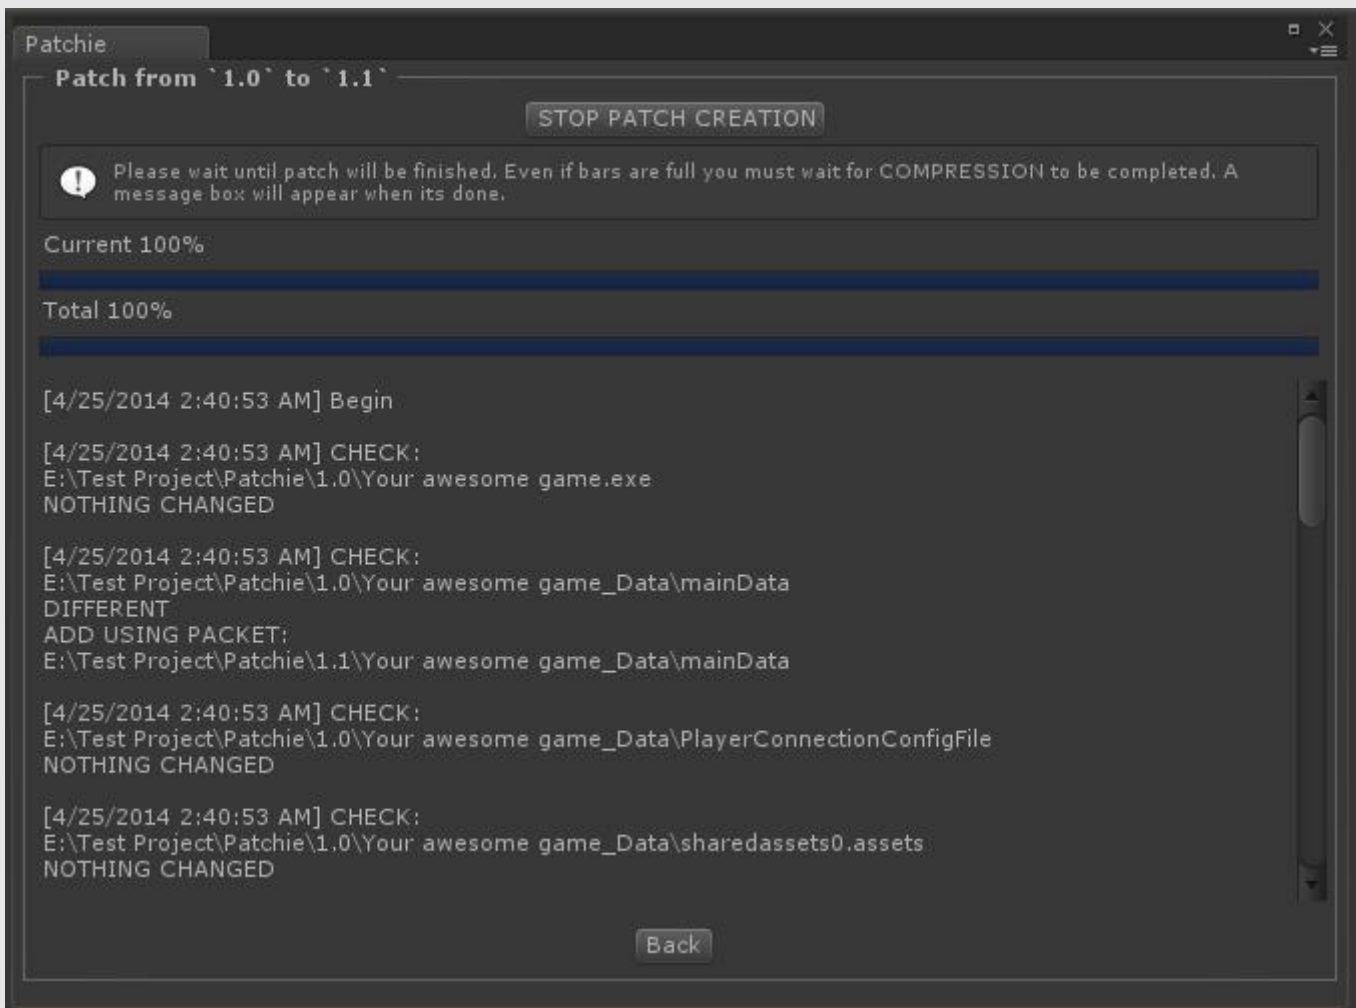 Patchie
Patch from `1.0` to `1.1`
STOP PATCH CREATION
Please wait until patch will be finished. Even if bars are full you must wait for COMPRESSION to be completed. A
message box will appear when its done.
Current 100%
Total 100%
[4/25/2014 2:40:53 AM] Begin
[4/25/2014 2:40:53 AM] CHECK:
E:\Test Project\Patchie\1.0\Your awesome game.exe
NOTHING CHANGED
[4/25/2014 2:40:53 AM] CHECK:
E:\Test Project\Patchie\1.0\Your awesome game_Data\mainData
DIFFERENT
ADD USING PACKET:
E:\Test Project\Patchie\1.1\Your awesome game_Data\mainData
[4/25/2014 2:40:53 AM] CHECK:
E:\Test Project\Patchie\1.0\Your awesome game_Data\PlayerConnectionConfigFile
NOTHING CHANGED
[4/25/2014 2:40:53 AM] CHECK:
E:\Test Project\Patchie\1.0\Your awesome game_Data\sharedassets0.assets
NOTHING CHANGED
Back